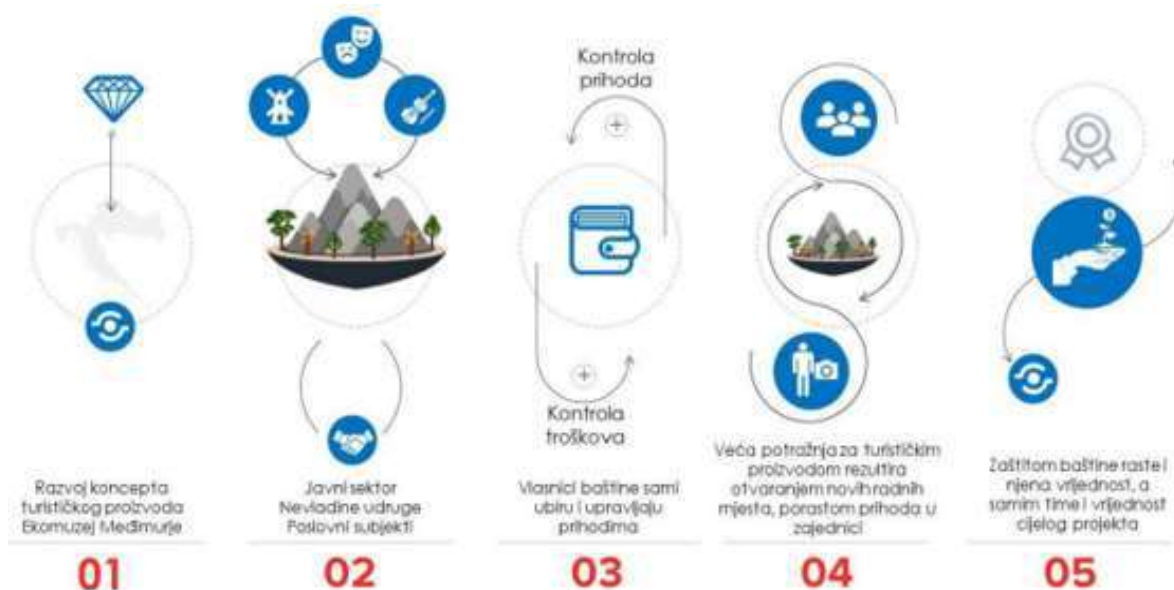 Razvoj koncepta
turističkog proizvoda
Ekomuzej Međimurje
01
Javni sektor
Nevladine udruge
Poslovni subjekti
02
Kontrola
prihoda
Kontrola
troškova
Vlasnici baštine sami
ubiru i upravljaju
prihodima
03
Veća potražnja za turističkim
proizvodom rezultira
otvaranjem novih radnih
mjesta, porastom prihoda u
zajednici
04
Zaštitom baštine raste i
njena vrijednost, a
samim time i vrijednost
cijelog projekta
05